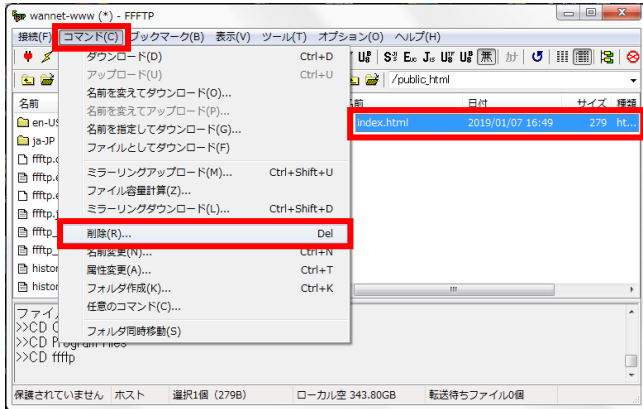 wannet-www (*) - FFFTP
接続(F) コマンド(C) ブックマーク(B) 表示(V) ツール(T) オプション(O) ヘルプ(H)
ダウンロード(D) Ctrl+D
アップロード(U) Ctrl+U
名前を変えてダウンロード(O)...
名前を変えてアップロード(P)...
名前を指定してダウンロード(G)...
ファイルとしてダウンロード(F)
ミラーリングアップロード(M)... Ctrl+Shift+U
ファイル容量計算(Z)...
ミラーリングダウンロード(L)... Ctrl+Shift+D
削除(R)... Del
名前変更(N)... Ctrl+N
属性変更(A)... Ctrl+T
フォルダ作成(K)... Ctrl+K
任意のコマンド(C)...
フォルダ同時移動(S)
名前
en-US
ja-JP
ffftp.
ffftp.e
ffftp.e
ffftp.j
ffftp_
ffftp_
histor
histor
無
/public_html
名前 日付 サイズ 種類
index.html 2019/01/07 16:49 279 ht...
ファイ
>>CD
>>CD Program Files
>>CD ffftp
保護されていません ホスト 選択1個（279B） ローカル空 343.80GB 転送待ちファイル0個